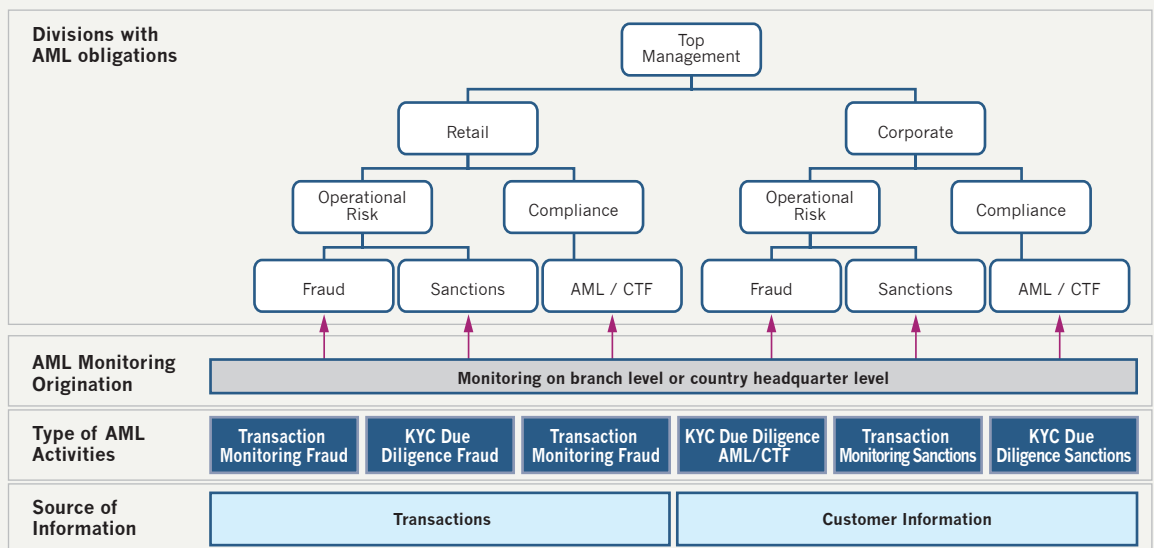 Divisions with
AML obligations
Top
Management
Retail
Corporate
Operational
Risk
Compliance
Operational
Risk
Compliance
Fraud
Sanctions
AML / CTF
Fraud
Sanctions
AML / CTF
AML Monitoring
Origination
Monitoring on branch level or country headquarter level
Type of AML
Activities
Transaction
Monitoring Fraud
KYC Due
Diligence Fraud
Transaction
Monitoring Fraud
KYC Due Diligence
AML/CTF
Transaction
Monitoring Sanctions
KYC Due
Diligence Sanctions
Source of
Information
Transactions
Customer Information